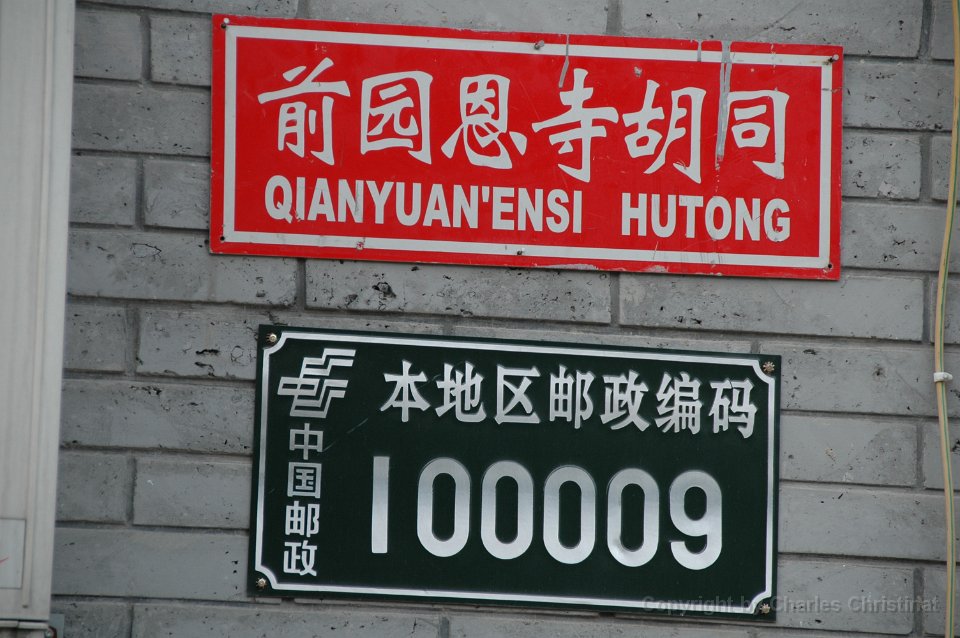 前园恩寺胡同
QIANYUAN'ENSI HUTONG
本地区邮政编码
中国邮政
100009
Copyright by Charles Christinat